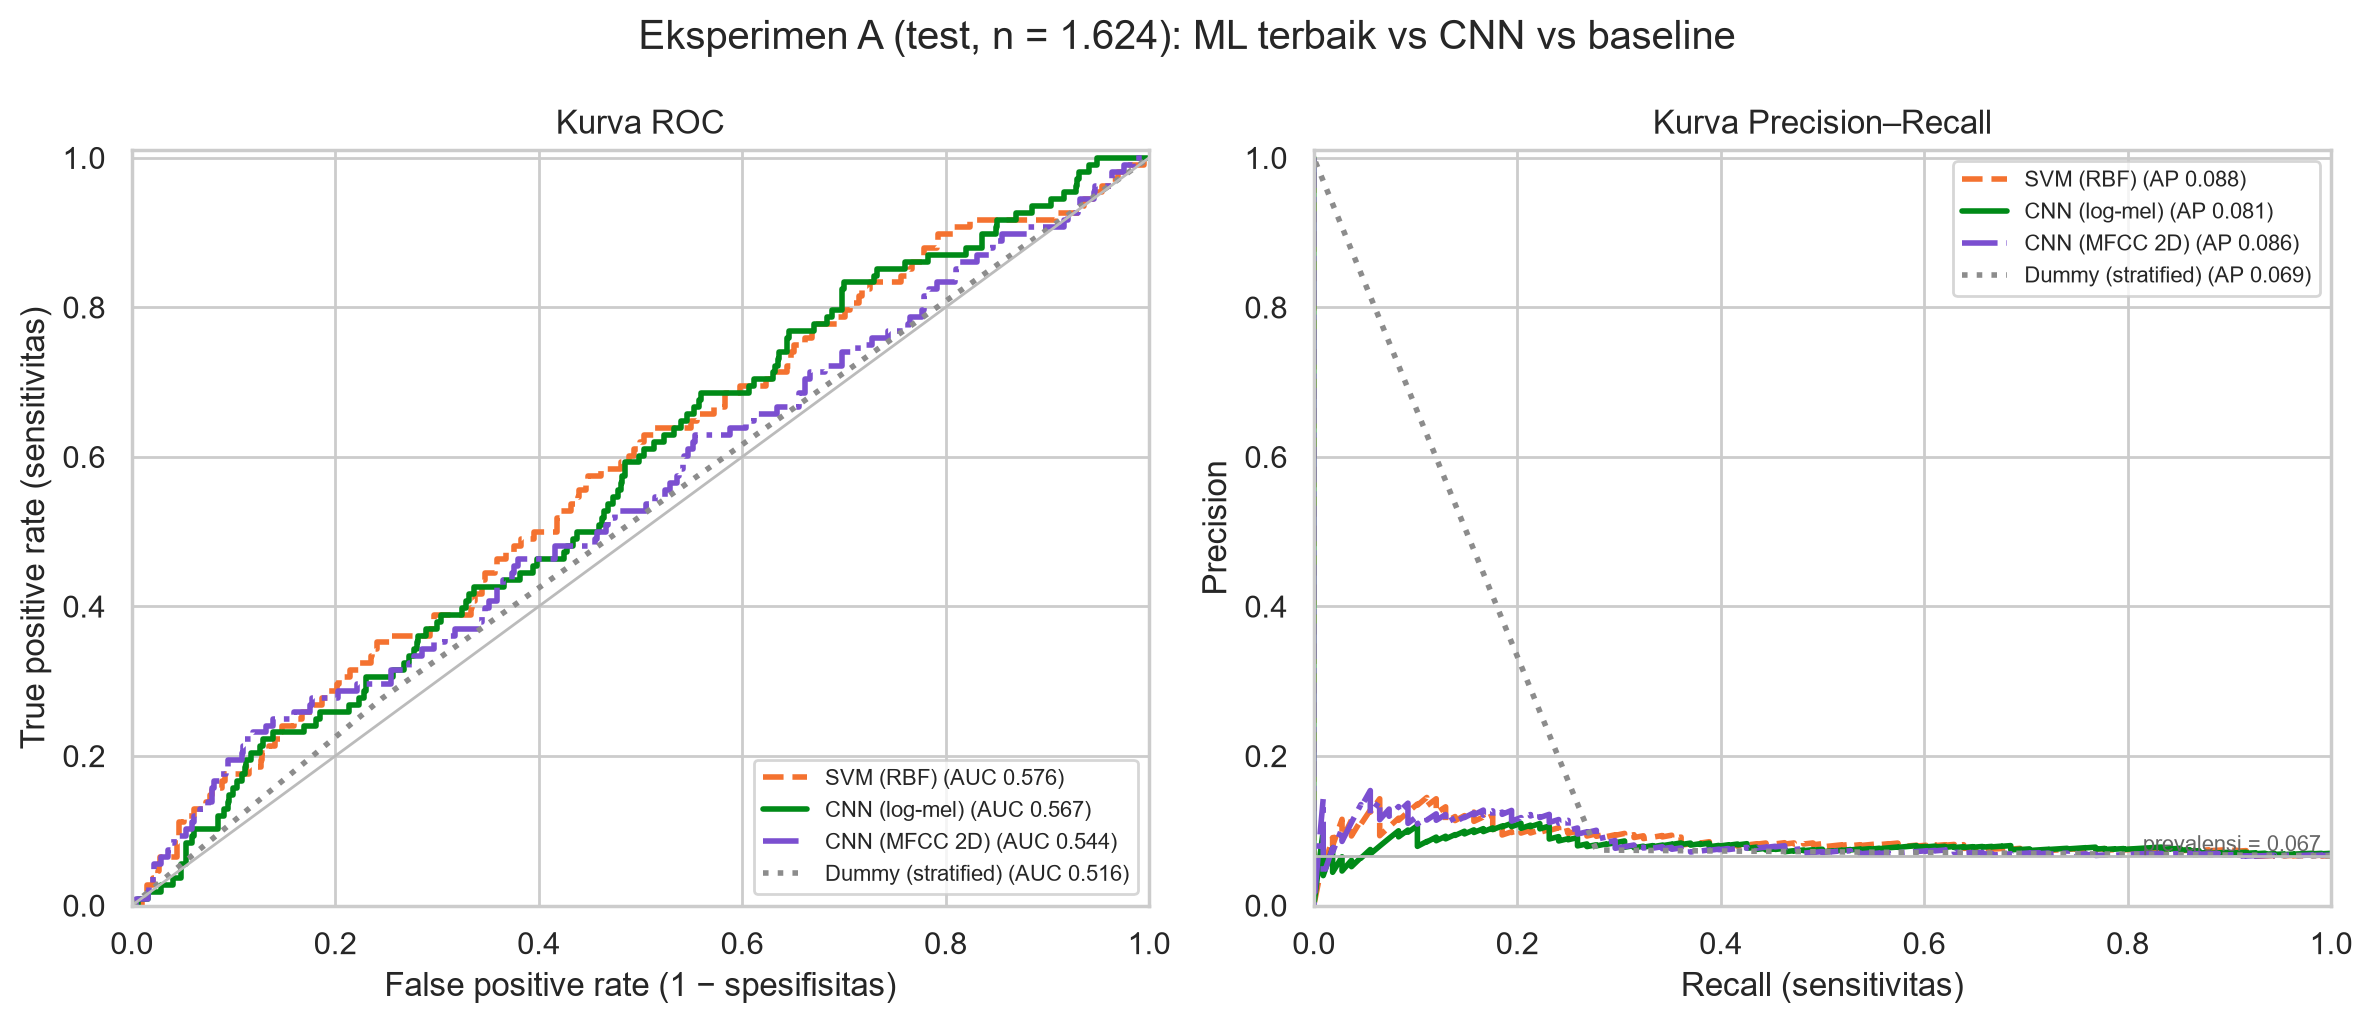 Eksperimen A (test, n = 1.624): ML terbaik vs CNN vs baseline
Kurva ROC
1.0
0.8
0.6
0.4
0.2
0.0
True positive rate (sensitivitas)
0.0 0.2 0.4 0.6 0.8 1.0
False positive rate (1 − spesifisitas)
SVM (RBF) (AUC 0.576)
CNN (log-mel) (AUC 0.567)
CNN (MFCC 2D) (AUC 0.544)
Dummy (stratified) (AUC 0.516)
Kurva Precision–Recall
1.0
0.8
0.6
0.4
0.2
0.0
Precision
SVM (RBF) (AP 0.088)
CNN (log-mel) (AP 0.081)
CNN (MFCC 2D) (AP 0.086)
Dummy (stratified) (AP 0.069)
prevalensi = 0.067
0.0 0.2 0.4 0.6 0.8 1.0
Recall (sensitivitas)